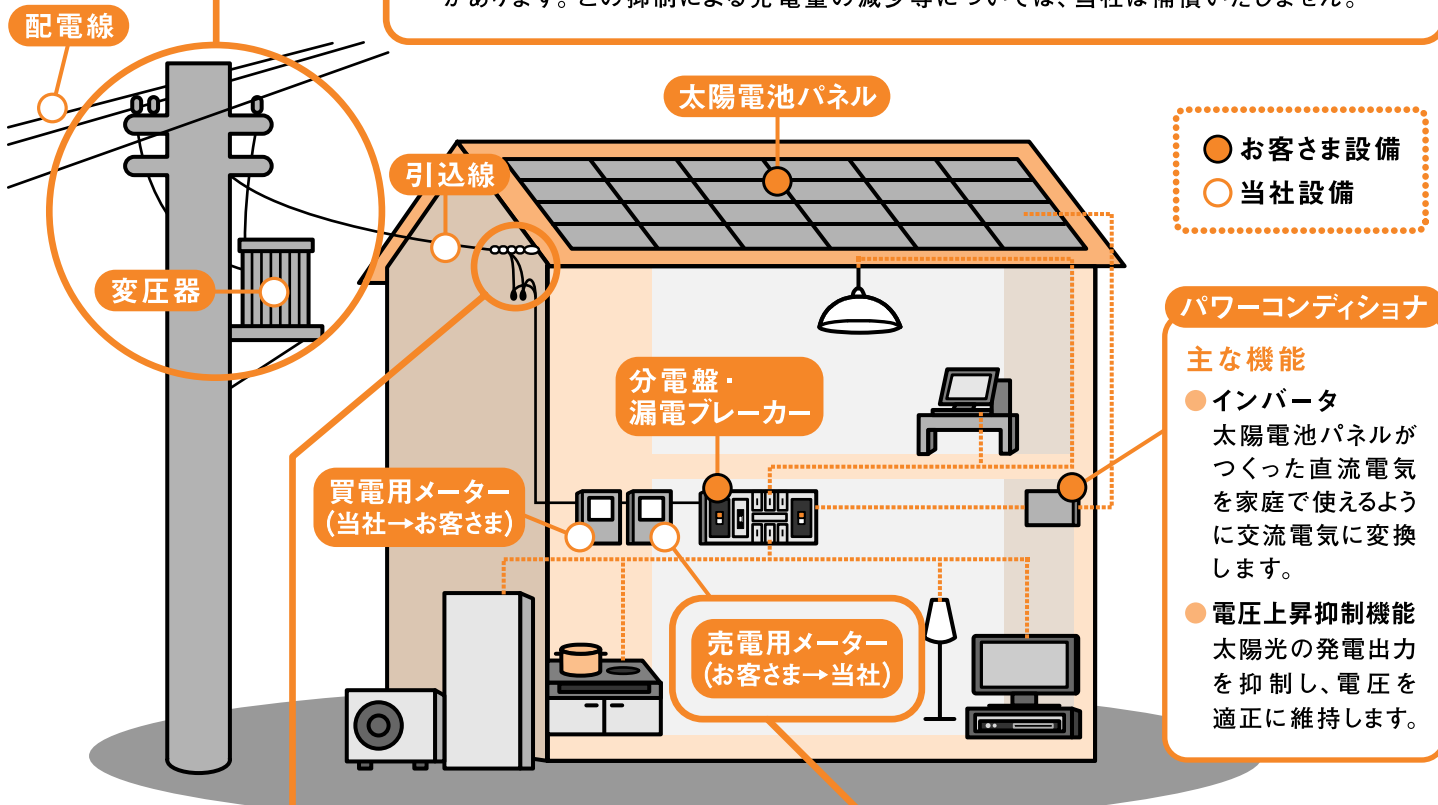 があります。この抑制による発電量の減少等については、当社は補償いたしません。
配電線
太陽電池パネル
お客さま設備
当社設備
引込線
変圧器
分電盤・
漏電ブレーカー
買電用メーター
(当社→お客さま)
売電用メーター
(お客さま→当社)
パワーコンディショナ
主な機能
インバータ
太陽電池パネルが
つくった直流電気
を家庭で使えるよう
に交流電気に変換
します。
電圧上昇抑制機能
太陽光の発電出力
を抑制し、電圧を
適正に維持します。